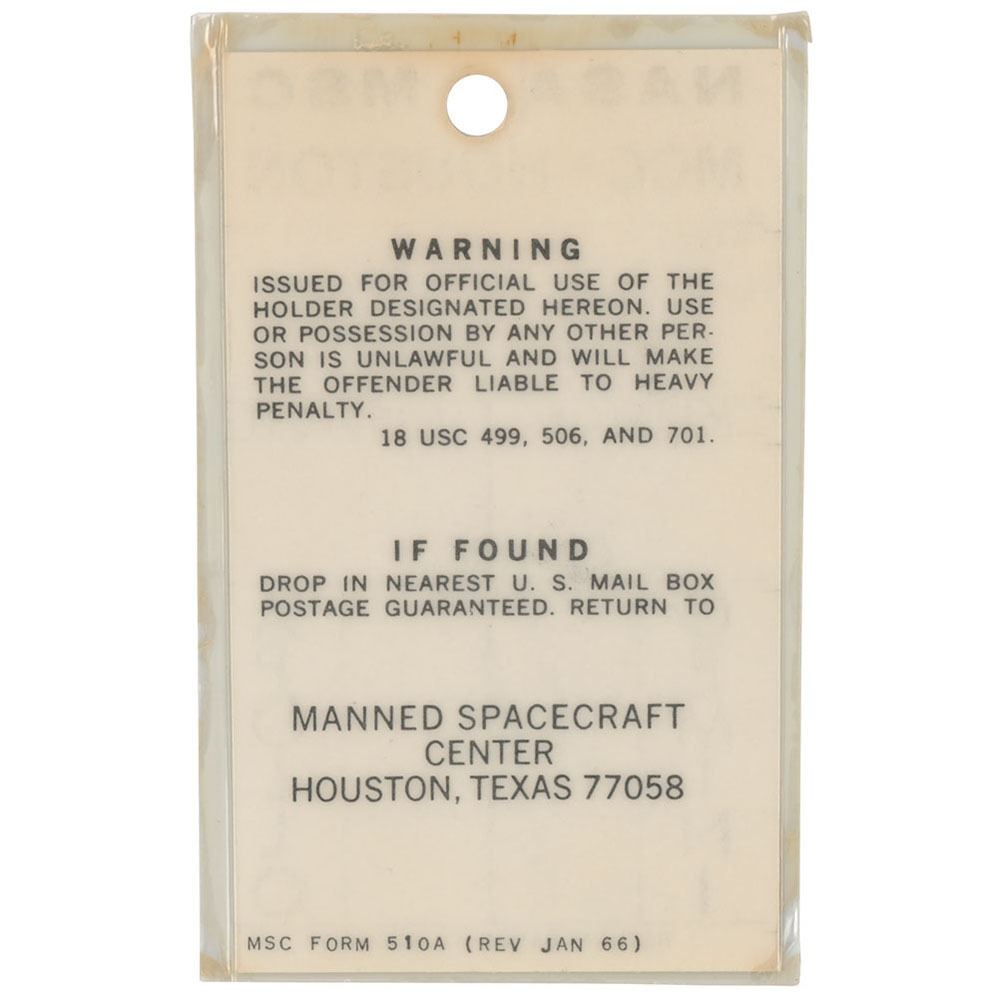 WARNING
ISSUED FOR OFFICIAL USE OF THE
HOLDER DESIGNATED HEREON. USE
OR POSSESSION BY ANY OTHER PER-
SON IS UNLAWFUL AND WILL MAKE
THE OFFENDER LIABLE TO HEAVY
PENALTY.
18 USC 499, 506, AND 701.
IF FOUND
DROP IN NEAREST U. S. MAIL BOX
POSTAGE GUARANTEED. RETURN TO
MANNED SPACECRAFT
CENTER
HOUSTON, TEXAS 77058
MSC FORM 510A (REV JAN 66)